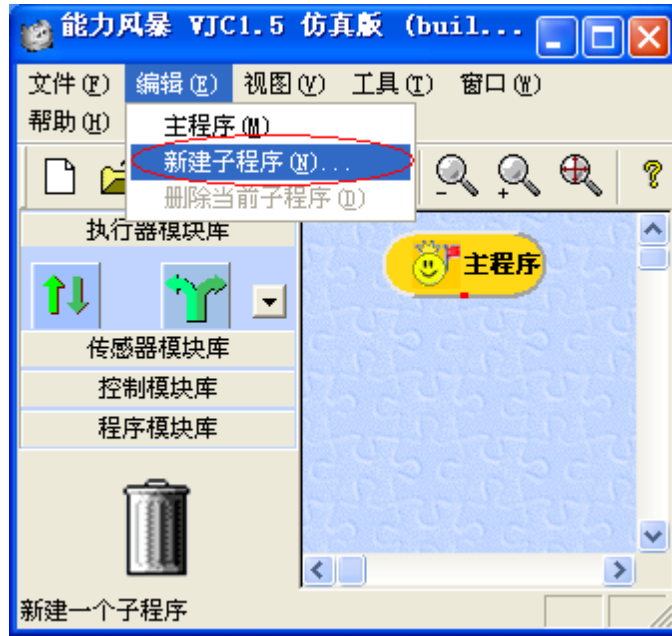 能力风暴 VJC1.5 仿真版 (buil...
文件(F) 编辑(E) 视图(V) 工具(T) 窗口(W)
帮助(H)
主程序(M)
新建子程序(N)...
删除当前子程序(D)
执行器模块库
主程序
传感器模块库
控制模块库
程序模块库
新建一个子程序